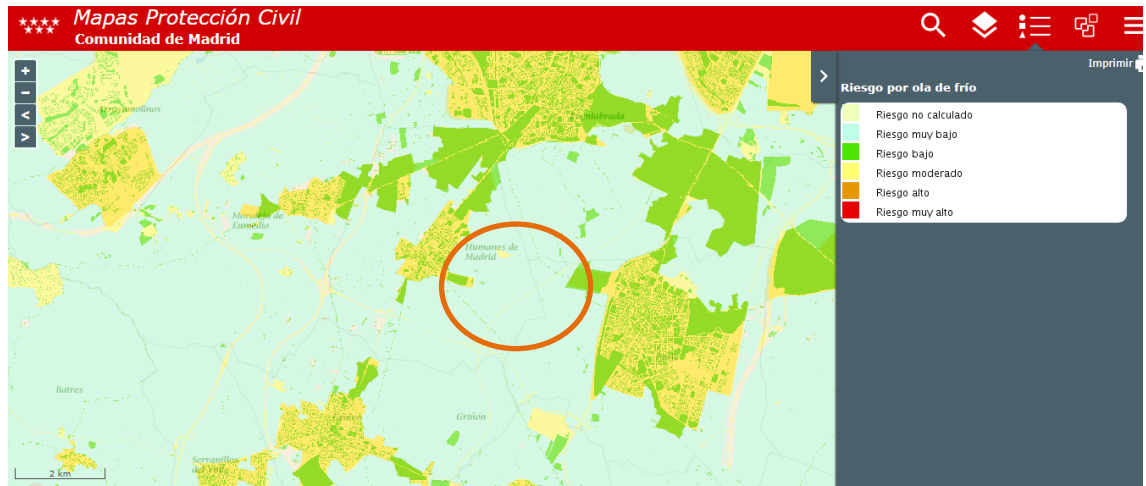 Mapas Protección Civil
Comunidad de Madrid
Imprimir
Riesgo por ola de frío
Riesgo no calculado
Riesgo muy bajo
Riesgo bajo
Riesgo moderado
Riesgo alto
Riesgo muy alto
+
−
<
>
>
Arroyomolinos
Fuenlabrada
Moraleja de
Enmedio
Humanes de
Madrid
Batres
Griñón
Serranillos
del Valle
2 km